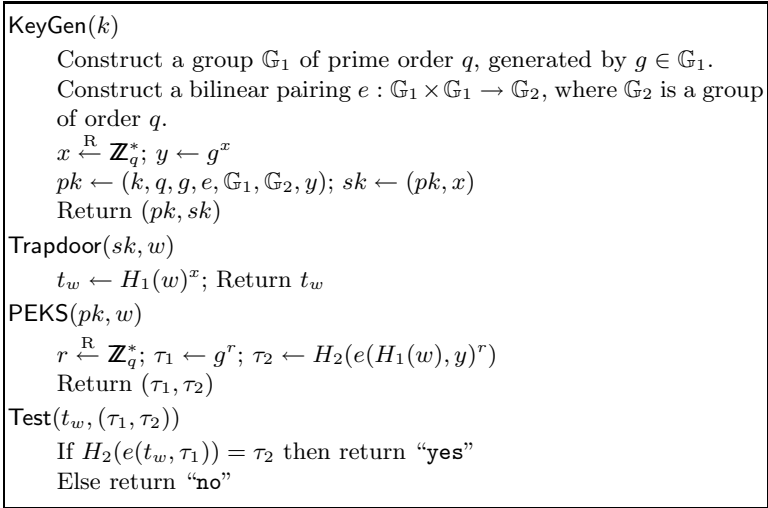 KeyGen(k)
Construct a group 𝔾₁ of prime order q, generated by g ∈ 𝔾₁.
Construct a bilinear pairing e : 𝔾₁ × 𝔾₁ → 𝔾₂, where 𝔾₂ is a group
of order q.
x ←ᴿ ℤ*_q; y ← g^x
pk ← (k, q, g, e, 𝔾₁, 𝔾₂, y); sk ← (pk, x)
Return (pk, sk)
Trapdoor(sk, w)
t_w ← H₁(w)^x; Return t_w
PEKS(pk, w)
r ←ᴿ ℤ*_q; τ₁ ← g^r; τ₂ ← H₂(e(H₁(w), y)^r)
Return (τ₁, τ₂)
Test(t_w, (τ₁, τ₂))
If H₂(e(t_w, τ₁)) = τ₂ then return “yes”
Else return “no”